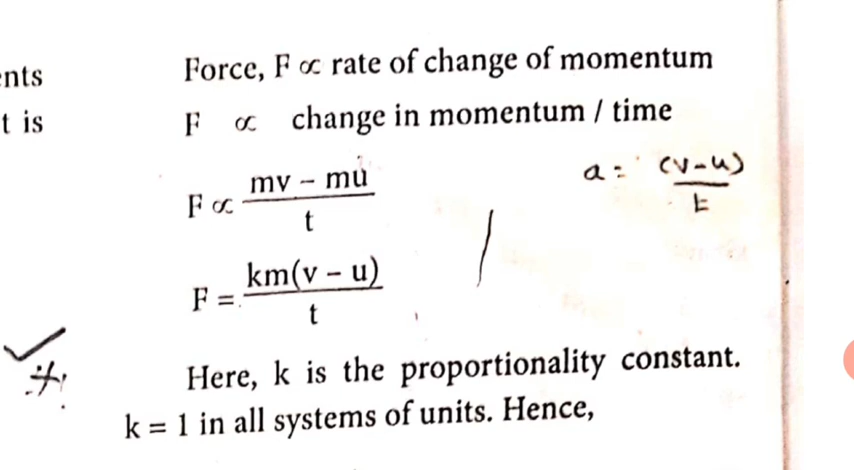 ents
Force, F ∝ rate of change of momentum
t is
F ∝ change in momentum / time
F ∝ mv – mu / t
a = (v-u) / t
F = km(v – u) / t
Here, k is the proportionality constant.
k = 1 in all systems of units. Hence,